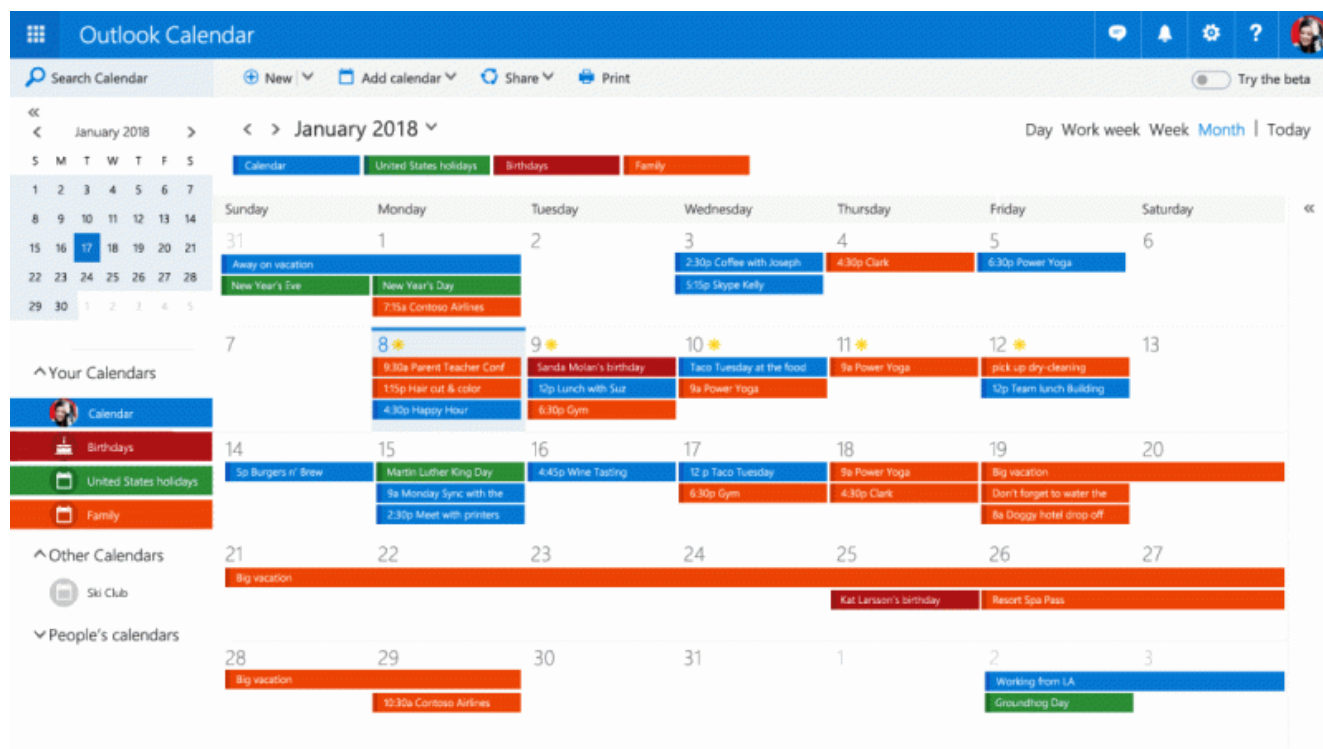 Outlook Calendar
?
Search Calendar
New
Add calendar
Share
Print
Try the beta
January 2018
S M T W T F S
1 2 3 4 5 6 7
8 9 10 11 12 13 14
15 16 17 18 19 20 21
22 23 24 25 26 27 28
29 30 1 2 3 4 5
Your Calendars
Calendar
Birthdays
United States holidays
Family
Other Calendars
Ski Club
People's calendars
January 2018
Day Work week Week Month | Today
Calendar United States holidays Birthdays Family
Sunday Monday Tuesday Wednesday Thursday Friday Saturday
31 1 2 3 4 5 6
Away on vacation 2:30p Coffee with Joseph 4:30p Clark 6:30p Power Yoga
New Year's Eve New Year's Day 5:15p Skype Kelly
7:15a Contoso Airlines
7 8 9 10 11 12 13
9:30a Parent Teacher Conf Sanda Molan's birthday Taco Tuesday at the food 9a Power Yoga pick up dry-cleaning
1:15p Hair cut & color 12p Lunch with Suz 9a Power Yoga 12p Team lunch Building
4:30p Happy Hour 6:30p Gym
14 15 16 17 18 19 20
5p Burgers n' Brew Martin Luther King Day 4:45p Wine Tasting 12 p Taco Tuesday 9a Power Yoga Big vacation
9a Monday Sync with the 6:30p Gym 4:30p Clark Don't forget to water the
2:30p Meet with printers 8a Doggy hotel drop off
21 22 23 24 25 26 27
Big vacation
Kat Larsson's birthday Resort Spa Pass
28 29 30 31 1 2 3
Big vacation Working from LA
10:30a Contoso Airlines Groundhog Day